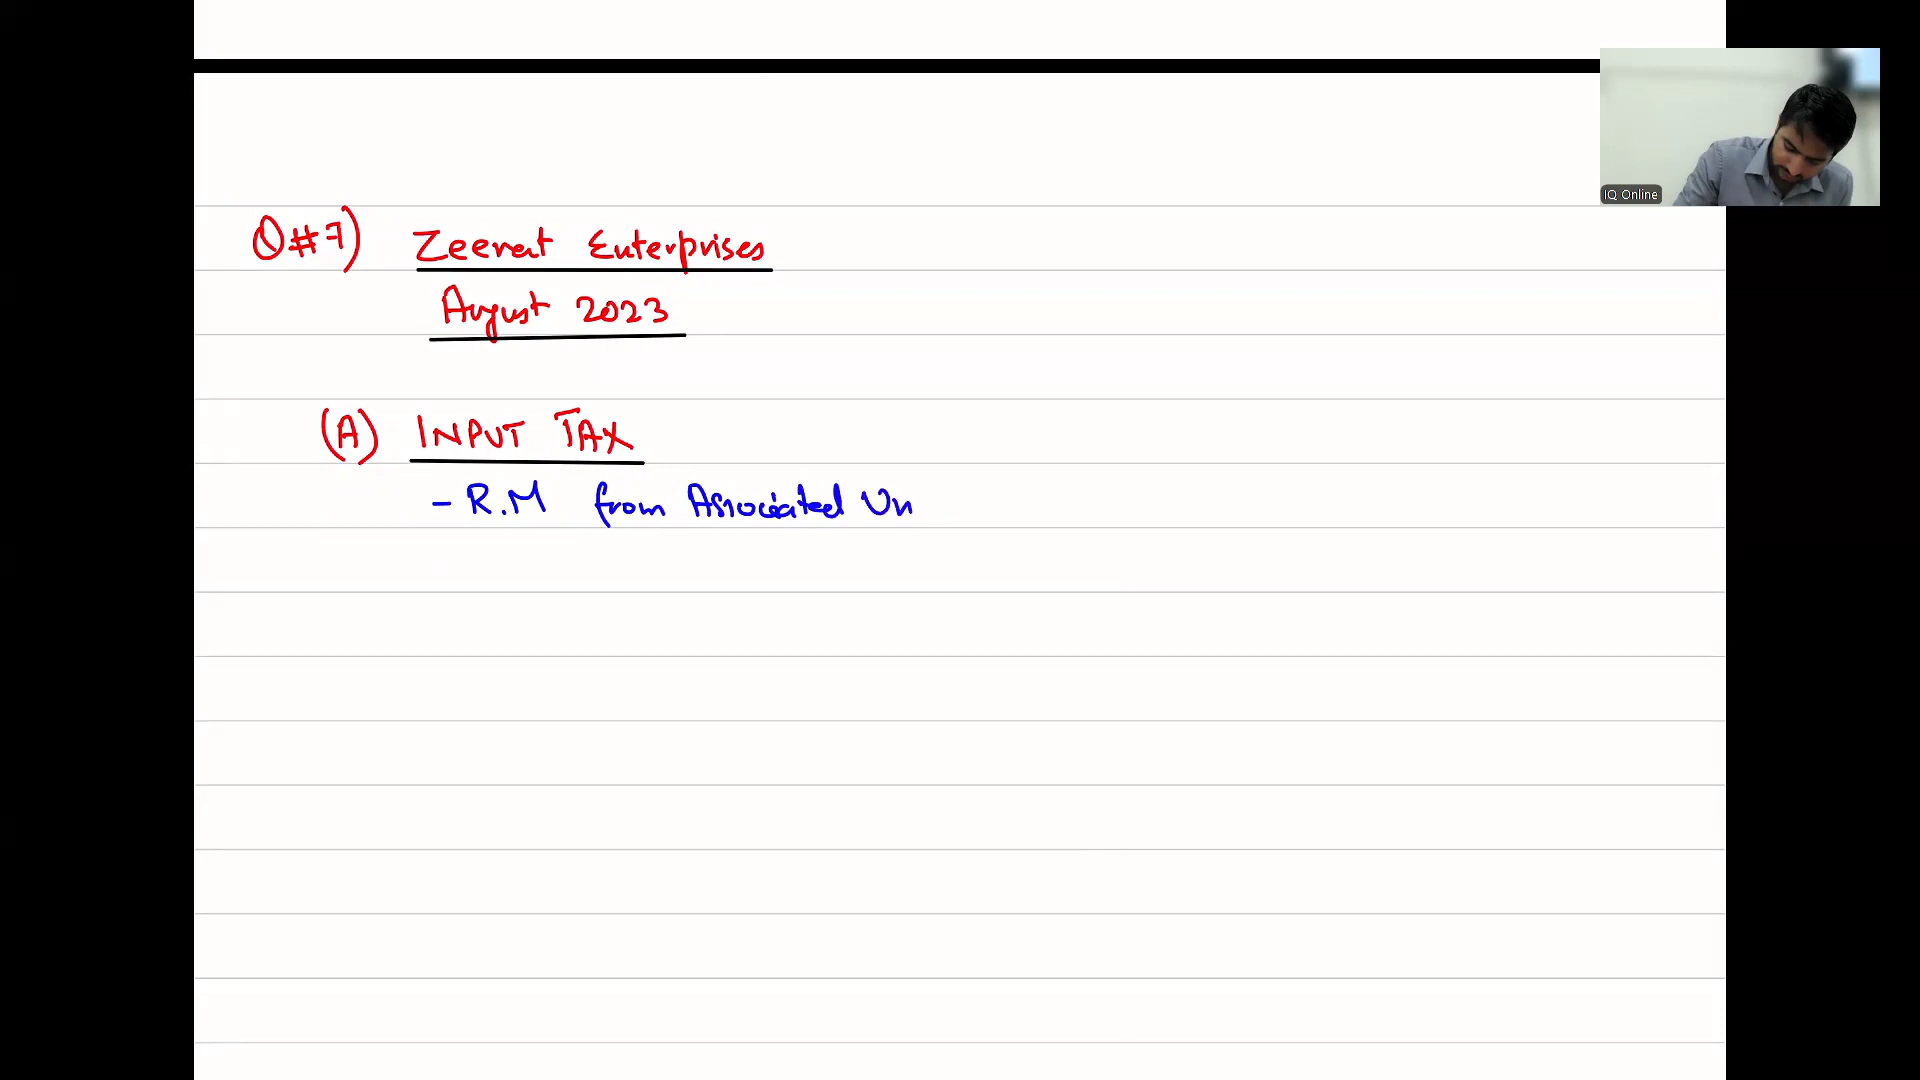 Q#7) Zeenat Enterprises
August 2023
(A) INPUT TAX
- R.M from Associated Un
IQ Online